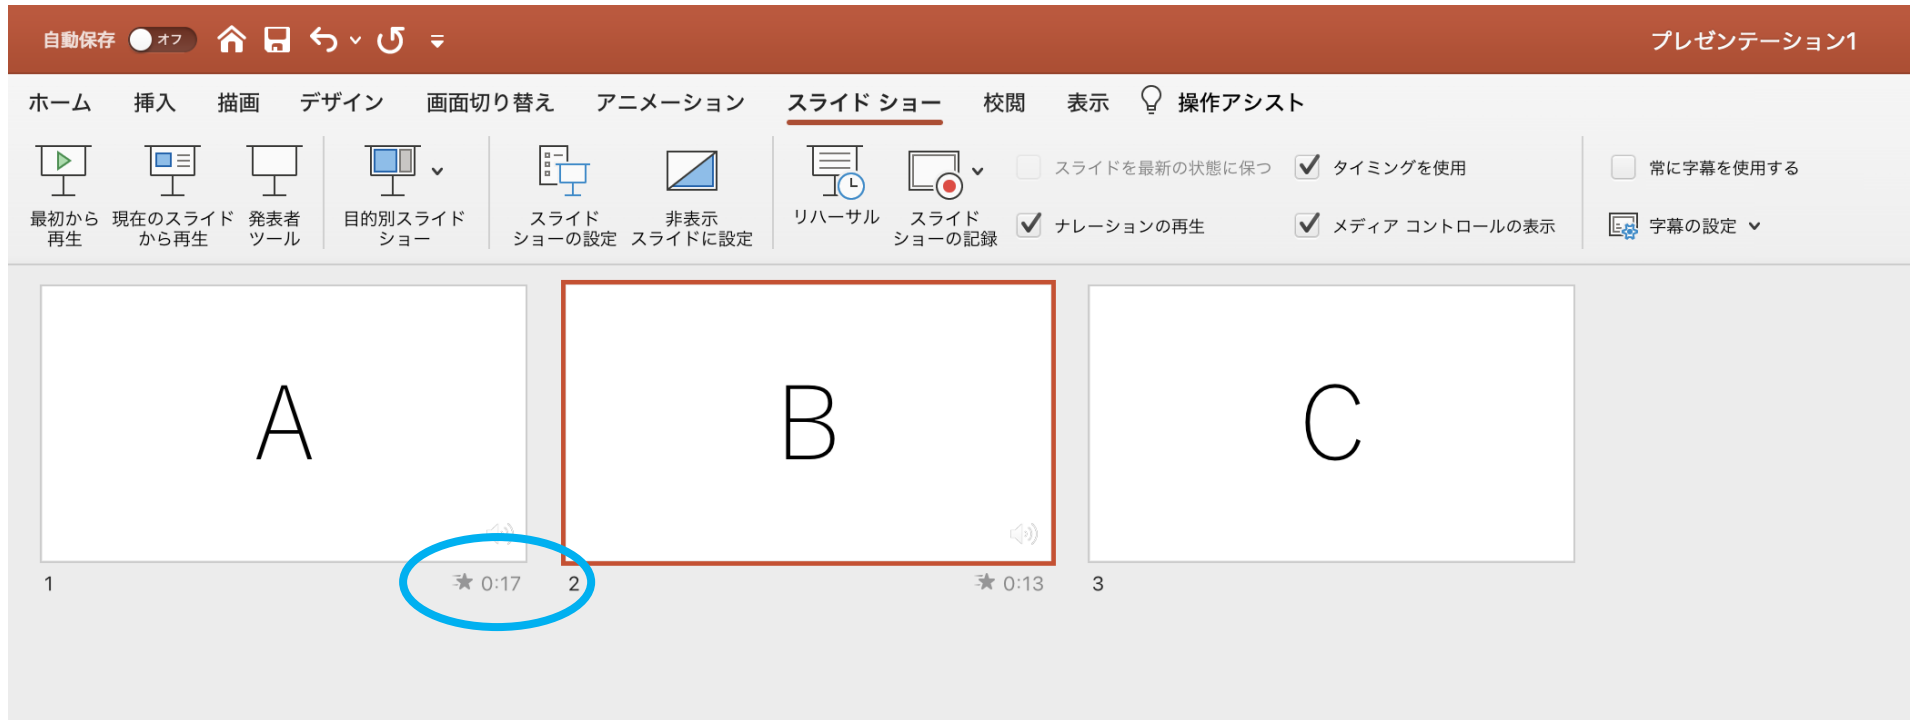 自動保存 オフ プレゼンテーション1
ホーム 挿入 描画 デザイン 画面切り替え アニメーション スライド ショー 校閲 表示 操作アシスト
最初から
再生
現在のスライド
から再生
発表者
ツール
目的別スライド
ショー
スライド
ショーの設定
非表示
スライドに設定
リハーサル
スライド
ショーの記録
スライドを最新の状態に保つ
ナレーションの再生
タイミングを使用
メディア コントロールの表示
常に字幕を使用する
字幕の設定
A
B
C
1 0:17
2 0:13
3